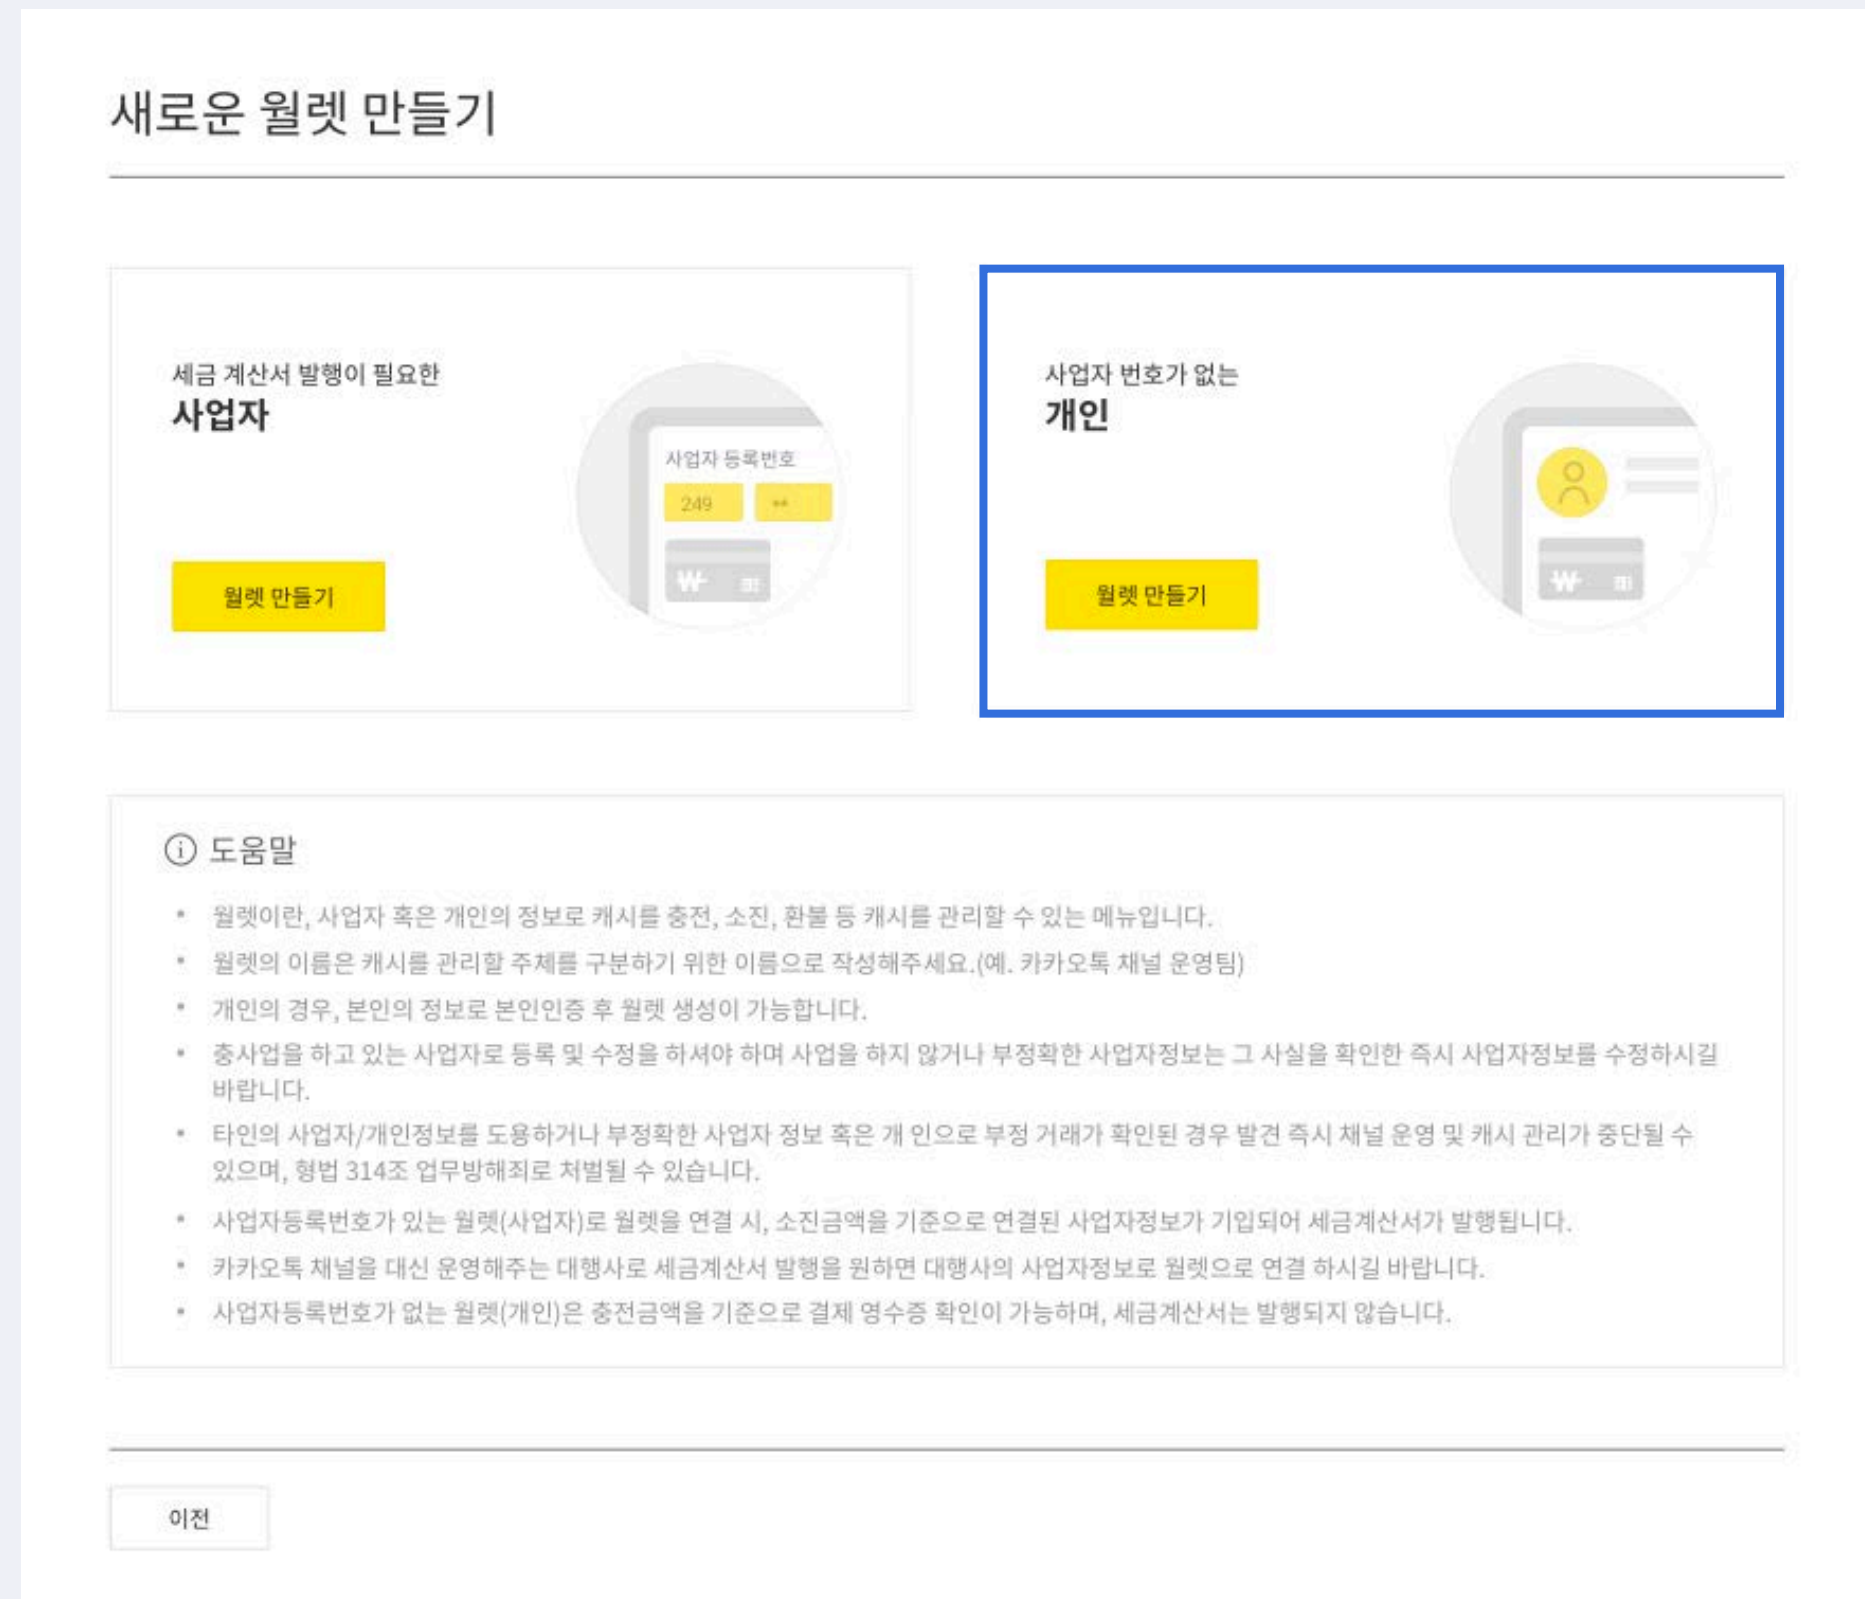 새로운 월렛 만들기
세금 계산서 발행이 필요한
사업자
사업자 등록번호
249 **
₩
월렛 만들기
사업자 번호가 없는
개인
₩
월렛 만들기
도움말
• 월렛이란, 사업자 혹은 개인의 정보로 캐시를 충전, 소진, 환불 등 캐시를 관리할 수 있는 메뉴입니다.
• 월렛의 이름은 캐시를 관리할 주체를 구분하기 위한 이름으로 작성해주세요.(예. 카카오톡 채널 운영팀)
• 개인의 경우, 본인의 정보로 본인인증 후 월렛 생성이 가능합니다.
• 충사업을 하고 있는 사업자로 등록 및 수정을 하셔야 하며 사업을 하지 않거나 부정확한 사업자정보는 그 사실을 확인한 즉시 사업자정보를 수정하시길
바랍니다.
• 타인의 사업자/개인정보를 도용하거나 부정확한 사업자 정보 혹은 개 인으로 부정 거래가 확인된 경우 발견 즉시 채널 운영 및 캐시 관리가 중단될 수
있으며, 형법 314조 업무방해죄로 처벌될 수 있습니다.
• 사업자등록번호가 있는 월렛(사업자)로 월렛을 연결 시, 소진금액을 기준으로 연결된 사업자정보가 기입되어 세금계산서가 발행됩니다.
• 카카오톡 채널을 대신 운영해주는 대행사로 세금계산서 발행을 원하면 대행사의 사업자정보로 월렛으로 연결 하시길 바랍니다.
• 사업자등록번호가 없는 월렛(개인)은 충전금액을 기준으로 결제 영수증 확인이 가능하며, 세금계산서는 발행되지 않습니다.
이전